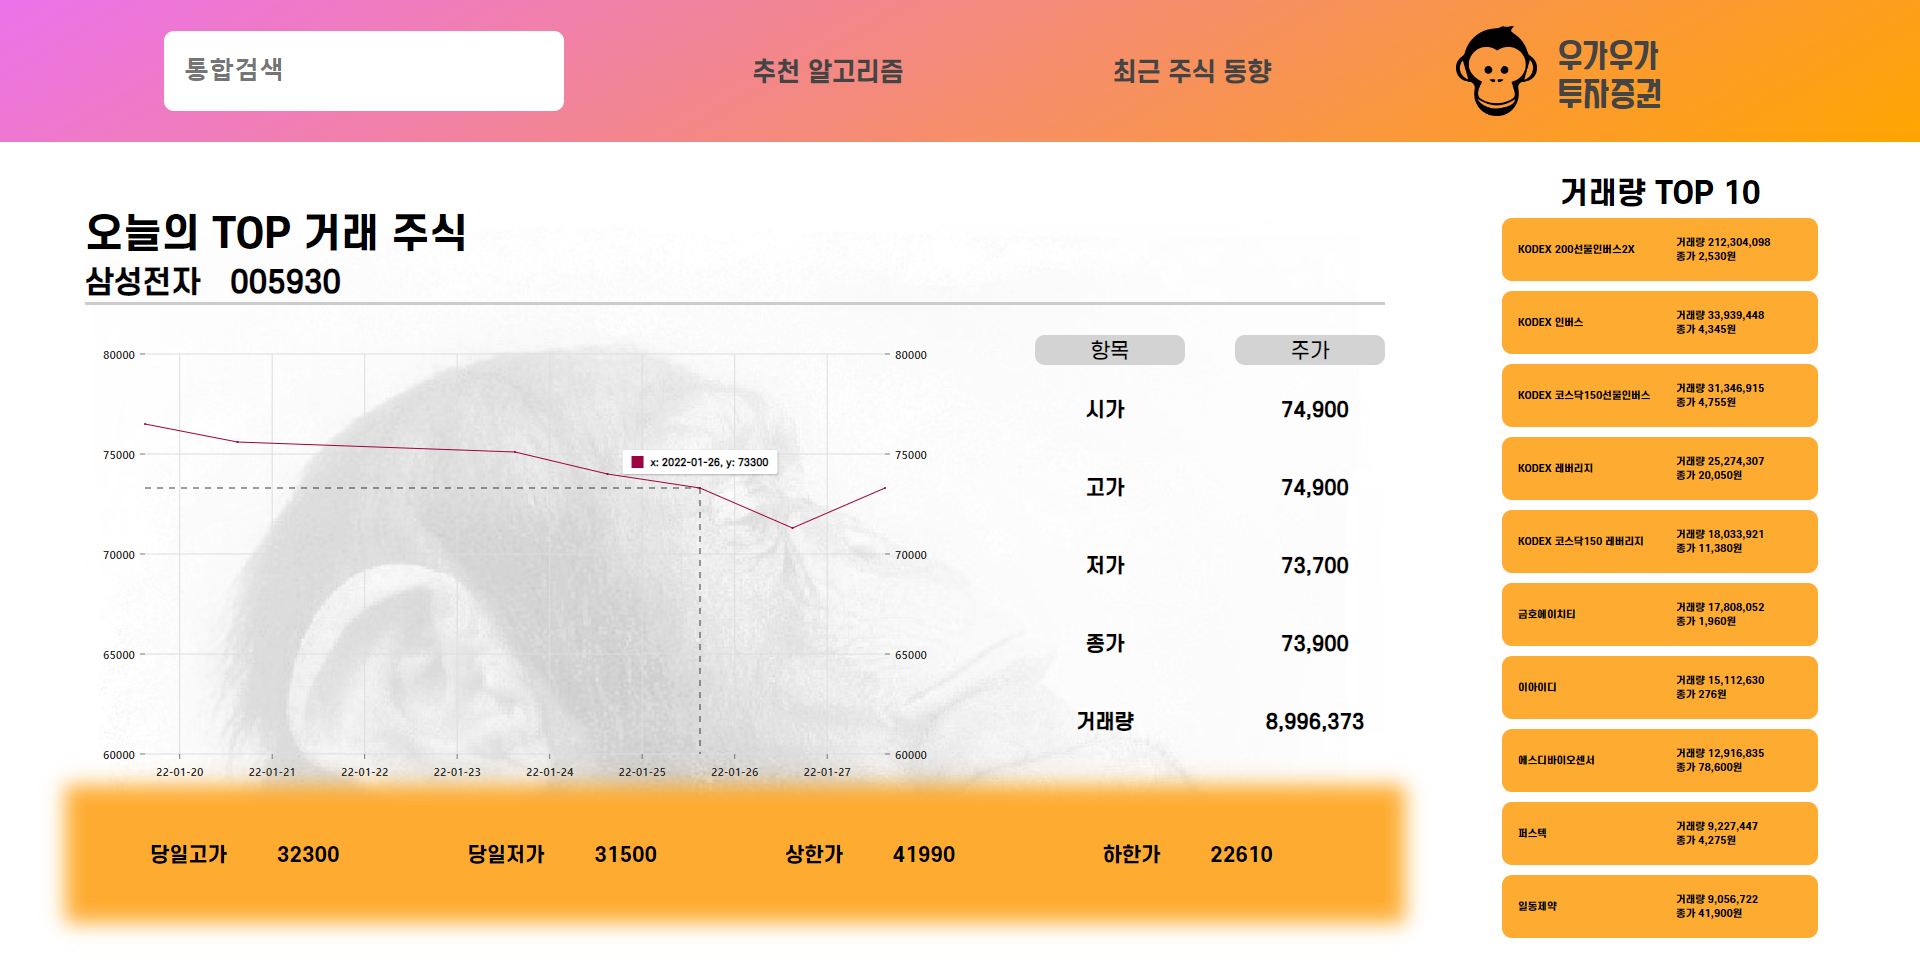 통합검색
추천 알고리즘
최근 주식 동향
우가우가
투자증권
오늘의 TOP 거래 주식
삼성전자 005930
80000
75000
70000
65000
60000
80000
75000
70000
65000
60000
x: 2022-01-26, y: 73300
22-01-20 22-01-21 22-01-22 22-01-23 22-01-24 22-01-25 22-01-26 22-01-27
항목 주가
시가 74,900
고가 74,900
저가 73,700
종가 73,900
거래량 8,996,373
당일고가 32300 당일저가 31500 상한가 41990 하한가 22610
거래량 TOP 10
KODEX 200선물인버스2X
거래량 212,304,098
종가 2,530원
KODEX 인버스
거래량 33,939,448
종가 4,345원
KODEX 코스닥150선물인버스
거래량 31,346,915
종가 4,755원
KODEX 레버리지
거래량 25,274,307
종가 20,050원
KODEX 코스닥150 레버리지
거래량 18,033,921
종가 11,380원
금호에이치티
거래량 17,808,052
종가 1,960원
이아이디
거래량 15,112,630
종가 276원
에스디바이오센서
거래량 12,916,835
종가 78,600원
퍼스텍
거래량 9,227,447
종가 4,275원
일동제약
거래량 9,056,722
종가 41,900원